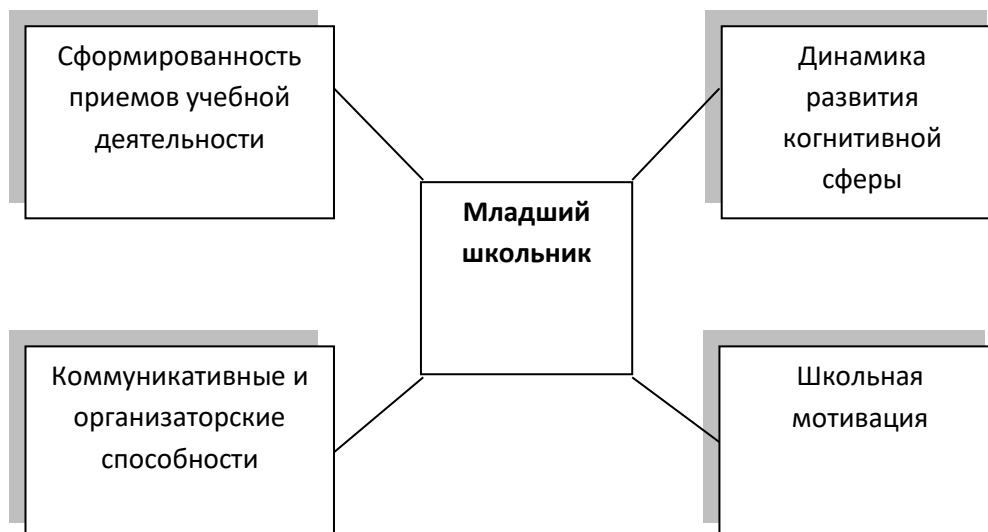 Сформированность
приемов учебной
деятельности
Динамика
развития
когнитивной
сферы
Младший
школьник
Коммуникативные и
организаторские
способности
Школьная
мотивация